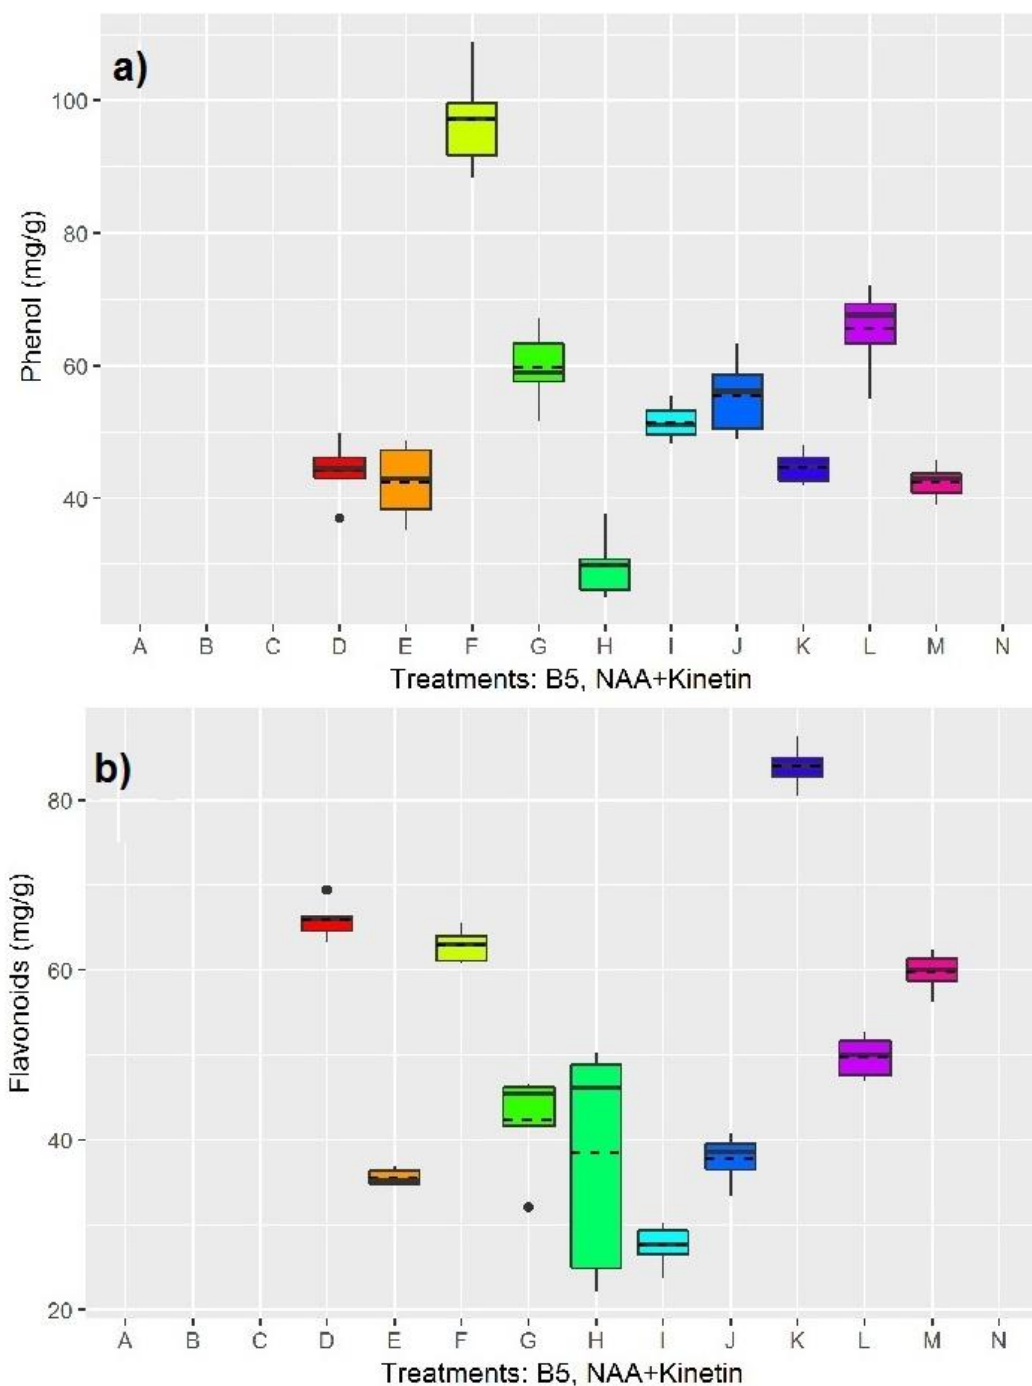 a)
100
80
60
40
Phenol (mg/g)
A B C D E F G H I J K L M N
Treatments: B5, NAA+Kinetin
b)
80
60
40
20
Flavonoids (mg/g)
A B C D E F G H I J K L M N
Treatments: B5, NAA+Kinetin